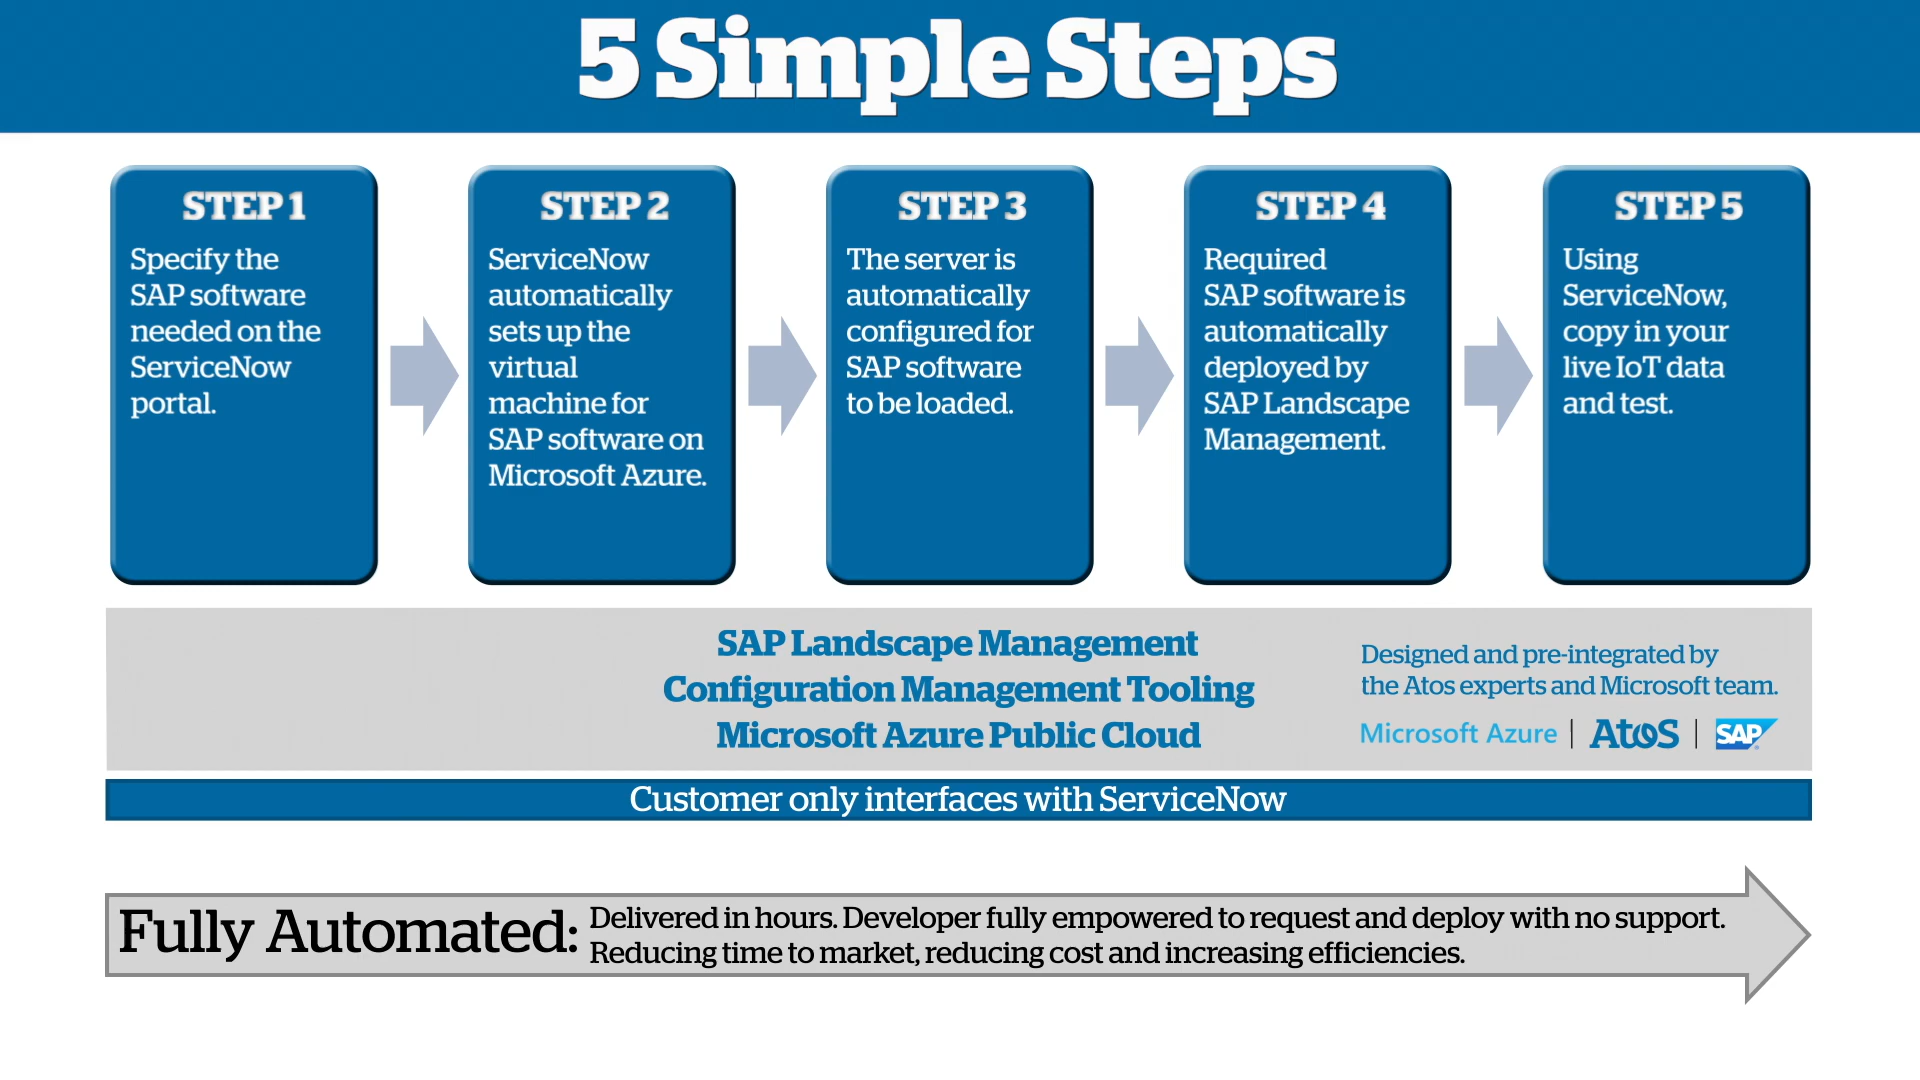 5 Simple Steps
STEP 1
Specify the
SAP software
needed on the
ServiceNow
portal.
STEP 2
ServiceNow
automatically
sets up the
virtual
machine for
SAP software on
Microsoft Azure.
STEP 3
The server is
automatically
configured for
SAP software
to be loaded.
STEP 4
Required
SAP software is
automatically
deployed by
SAP Landscape
Management.
STEP 5
Using
ServiceNow,
copy in your
live IoT data
and test.
SAP Landscape Management
Configuration Management Tooling
Microsoft Azure Public Cloud
Designed and pre-integrated by
the Atos experts and Microsoft team.
Microsoft Azure | Atos | SAP
Customer only interfaces with ServiceNow
Fully Automated:
Delivered in hours. Developer fully empowered to request and deploy with no support.
Reducing time to market, reducing cost and increasing efficiencies.